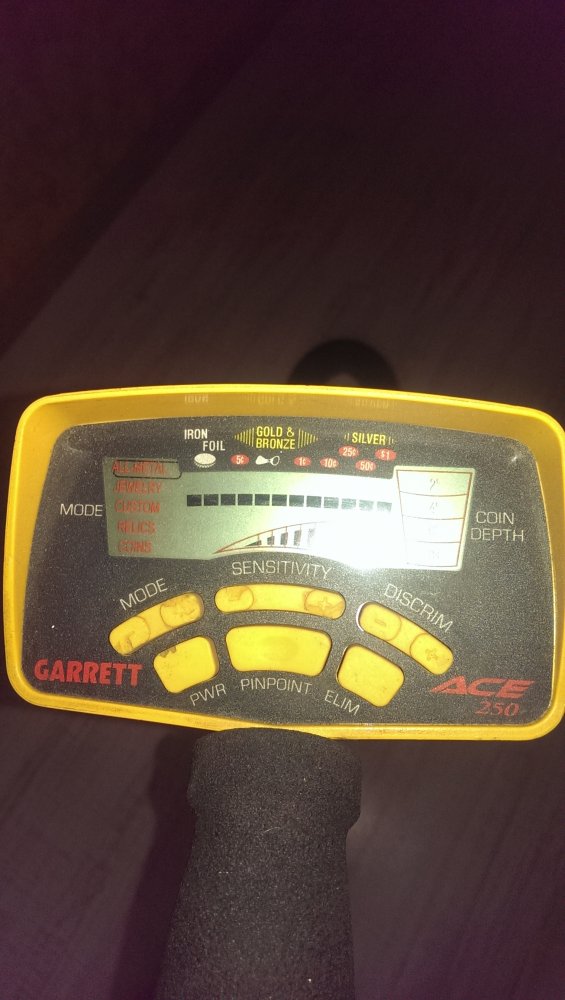 IRON
FOIL
GOLD &
BRONZE
SILVER
5¢
1¢
10¢
25¢
50¢
$1
MODE
ALL METAL
JEWELRY
CUSTOM
RELICS
COINS
COIN
DEPTH
SENSITIVITY
MODE
DISCRIM
- +
- +
GARRETT
PWR
PINPOINT
ELIM
ACE
250